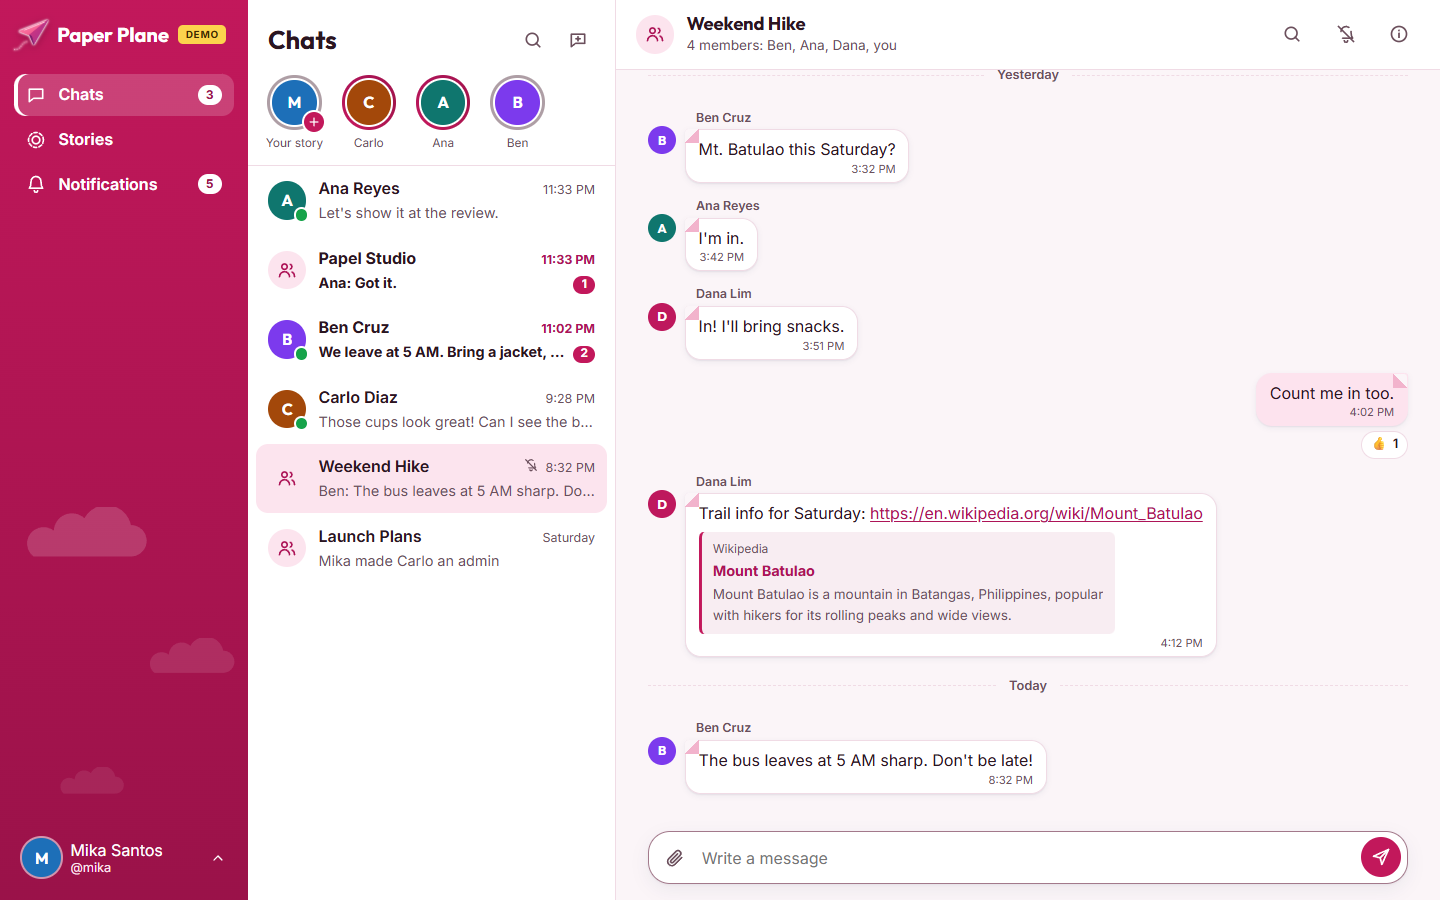 Paper Plane DEMO
Chats 3
Stories
Notifications 5
M
Mika Santos
@mika
Chats
M
C
A
B
Your story
Carlo
Ana
Ben
A
Ana Reyes 11:33 PM
Let's show it at the review.
Papel Studio 11:33 PM
Ana: Got it. 1
B
Ben Cruz 11:02 PM
We leave at 5 AM. Bring a jacket, ... 2
C
Carlo Diaz 9:28 PM
Those cups look great! Can I see the b...
Weekend Hike 8:32 PM
Ben: The bus leaves at 5 AM sharp. Do...
Launch Plans Saturday
Mika made Carlo an admin
Weekend Hike
4 members: Ben, Ana, Dana, you
Yesterday
Ben Cruz
B
Mt. Batulao this Saturday?
3:32 PM
Ana Reyes
A
I'm in.
3:42 PM
Dana Lim
D
In! I'll bring snacks.
3:51 PM
Count me in too.
4:02 PM
👍 1
Dana Lim
D
Trail info for Saturday: https://en.wikipedia.org/wiki/Mount_Batulao
Wikipedia
Mount Batulao
Mount Batulao is a mountain in Batangas, Philippines, popular
with hikers for its rolling peaks and wide views.
4:12 PM
Today
Ben Cruz
B
The bus leaves at 5 AM sharp. Don't be late!
8:32 PM
Write a message